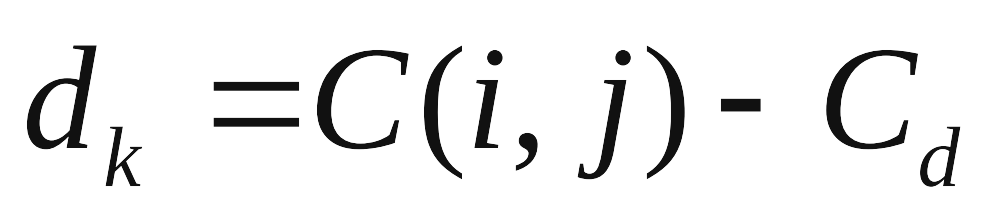 d_k = C(i, j) - C_d